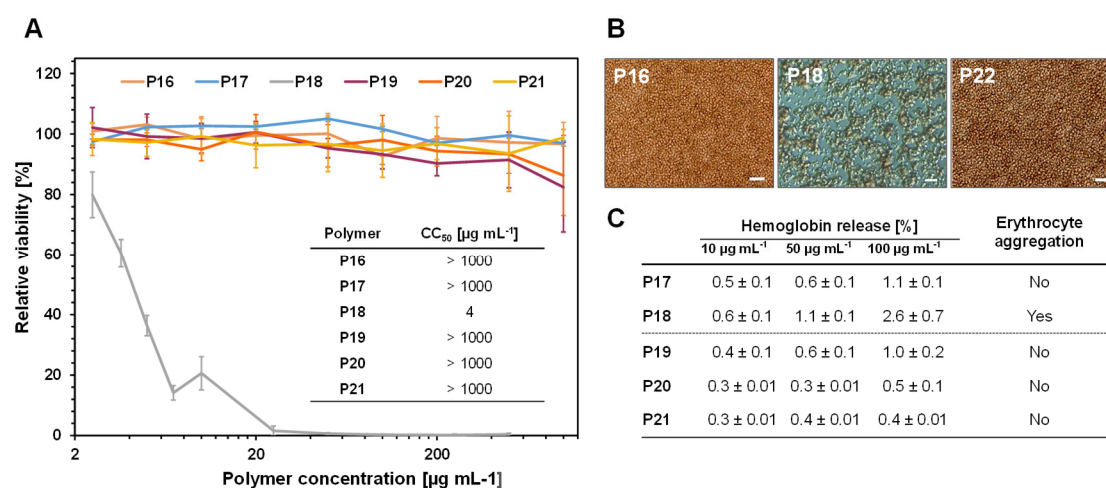 A
P16 P17 P18 P19 P20 P21
Relative viability [%]
120
100
80
60
40
20
0
2 20 200
Polymer concentration [µg mL-1]
Polymer CC50 [µg mL-1]
P16 > 1000
P17 > 1000
P18 4
P19 > 1000
P20 > 1000
P21 > 1000
B
P16 P18 P22
C
Hemoglobin release [%] Erythrocyte aggregation
10 µg mL-1 50 µg mL-1 100 µg mL-1
P17 0.5 ± 0.1 0.6 ± 0.1 1.1 ± 0.1 No
P18 0.6 ± 0.1 1.1 ± 0.1 2.6 ± 0.7 Yes
P19 0.4 ± 0.1 0.6 ± 0.1 1.0 ± 0.2 No
P20 0.3 ± 0.01 0.3 ± 0.01 0.5 ± 0.1 No
P21 0.3 ± 0.01 0.4 ± 0.01 0.4 ± 0.01 No